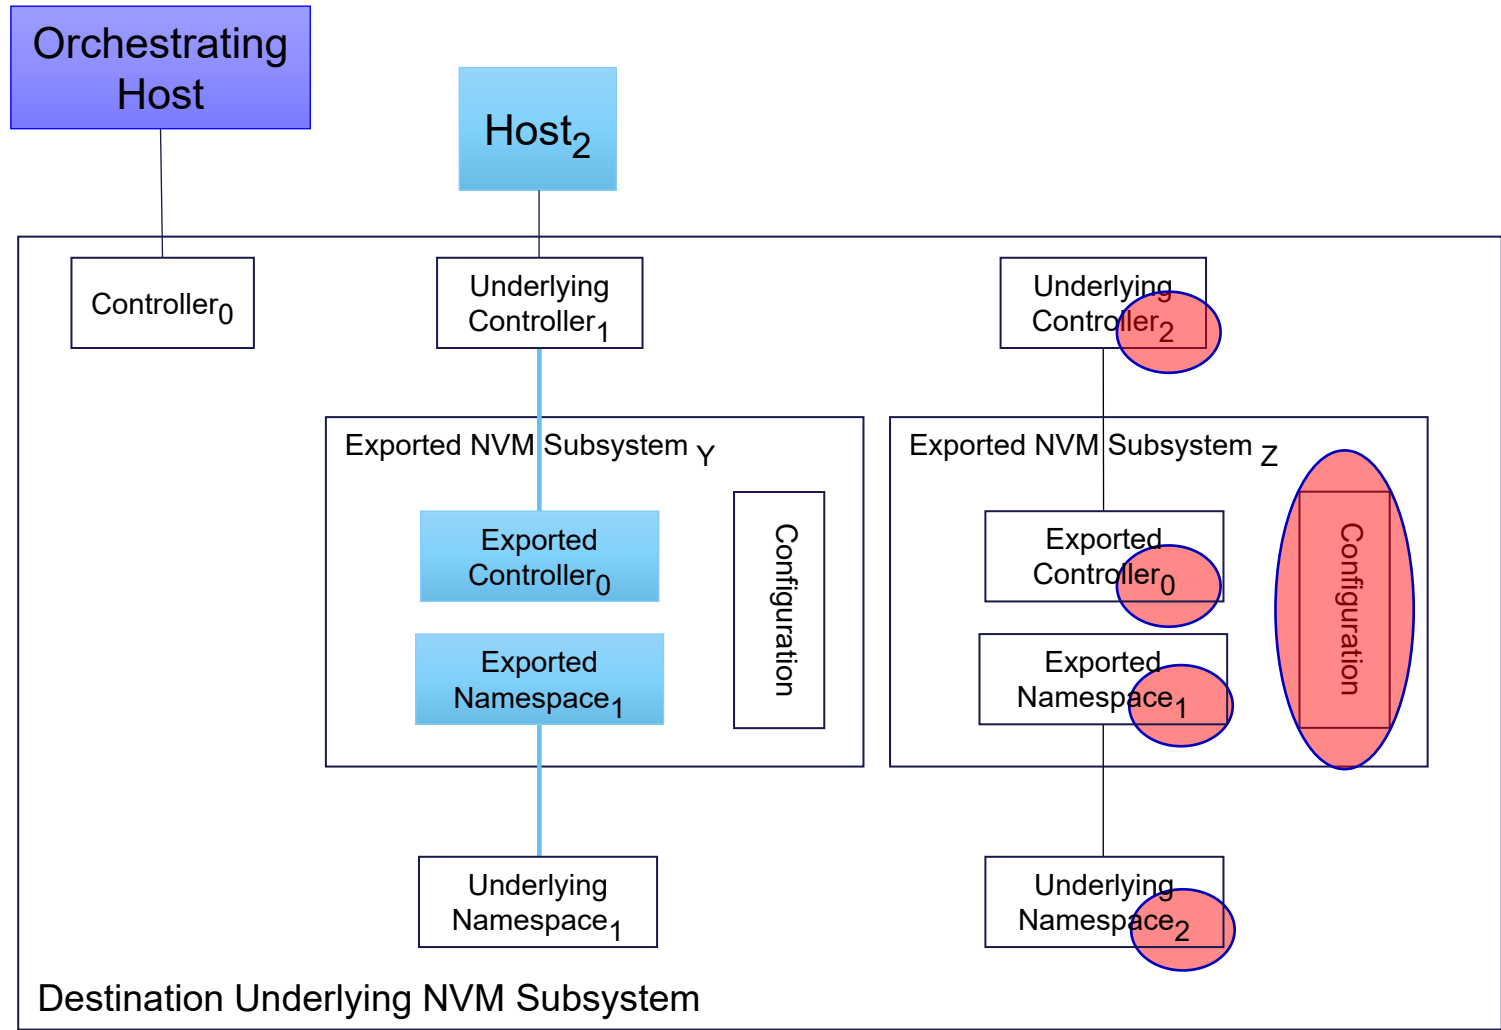 Orchestrating
Host
Host2
Controller0
Underlying
Controller1
Underlying
Controller2
Exported NVM Subsystem Y
Exported
Controller0
Exported
Namespace1
Configuration
Exported NVM Subsystem Z
Exported
Controller0
Exported
Namespace1
Configuration
Underlying
Namespace1
Underlying
Namespace2
Destination Underlying NVM Subsystem